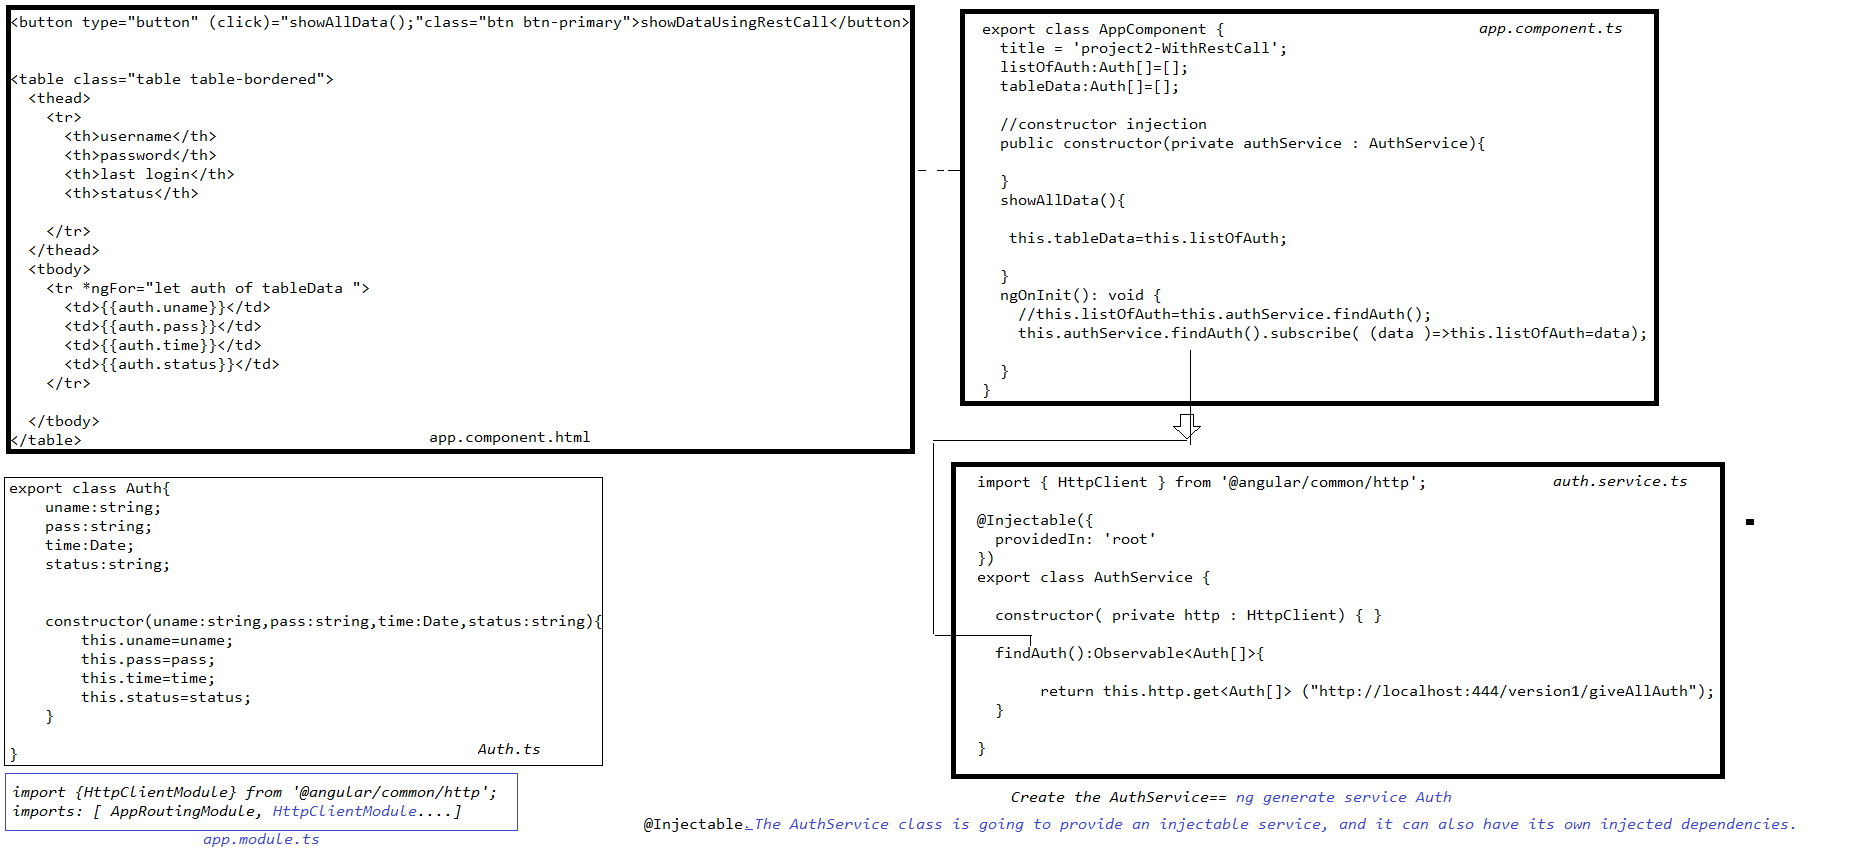 <button type="button" (click)="showAllData();"class="btn btn-primary">showDataUsingRestCall</button>
<table class="table table-bordered">
<thead>
<tr>
<th>username</th>
<th>password</th>
<th>last login</th>
<th>status</th>
</tr>
</thead>
<tbody>
<tr *ngFor="let auth of tableData ">
<td>{{auth.uname}}</td>
<td>{{auth.pass}}</td>
<td>{{auth.time}}</td>
<td>{{auth.status}}</td>
</tr>
</tbody>
</table>
app.component.html
export class AppComponent {
app.component.ts
title = 'project2-WithRestCall';
listOfAuth:Auth[]=[];
tableData:Auth[]=[];
//constructor injection
public constructor(private authService : AuthService){
}
showAllData(){
this.tableData=this.listOfAuth;
}
ngOnInit(): void {
//this.listOfAuth=this.authService.findAuth();
this.authService.findAuth().subscribe( (data )=>this.listOfAuth=data);
}
}
export class Auth{
uname:string;
pass:string;
time:Date;
status:string;
constructor(uname:string,pass:string,time:Date,status:string){
this.uname=uname;
this.pass=pass;
this.time=time;
this.status=status;
}
}
Auth.ts
import { HttpClient } from '@angular/common/http';
auth.service.ts
@Injectable({
providedIn: 'root'
})
export class AuthService {
constructor( private http : HttpClient) { }
findAuth():Observable<Auth[]>{
return this.http.get<Auth[]> ("http://localhost:444/version1/giveAllAuth");
}
}
import {HttpClientModule} from '@angular/common/http';
imports: [ AppRoutingModule, HttpClientModule....]
app.module.ts
Create the AuthService== ng generate service Auth
@Injectable. The AuthService class is going to provide an injectable service, and it can also have its own injected dependencies.